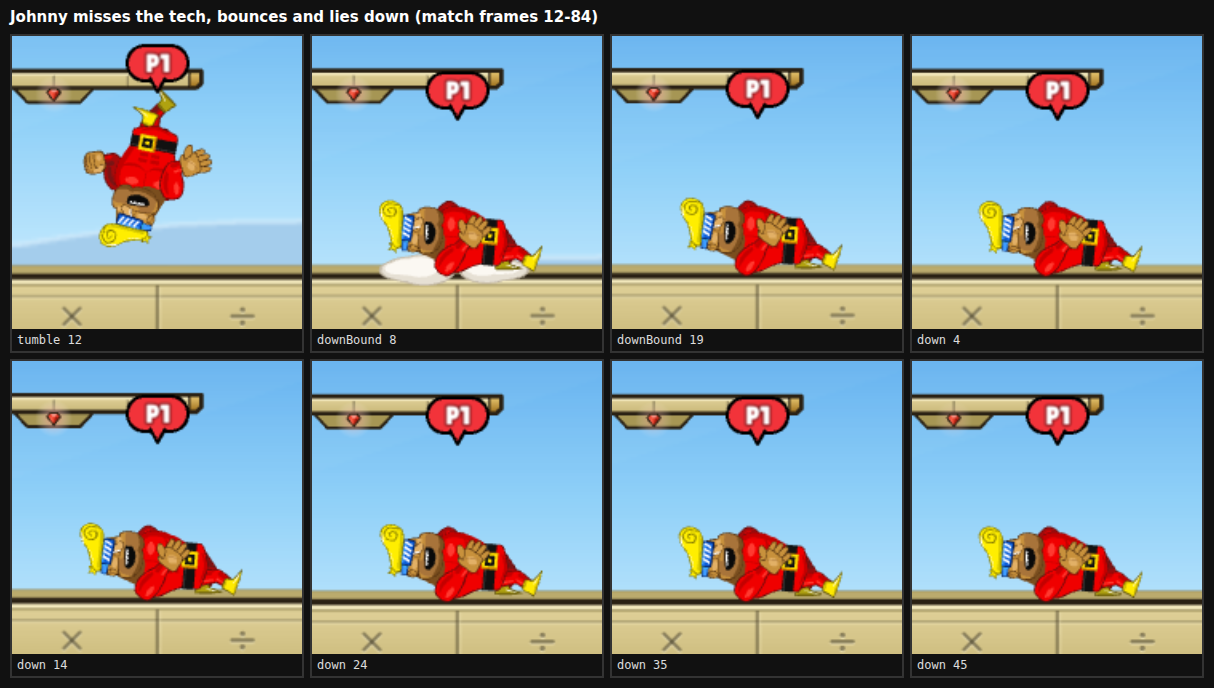 Johnny misses the tech, bounces and lies down (match frames 12-84)
P1
P1
P1
P1
× ÷
× ÷
× ÷
× ÷
tumble 12
downBound 8
downBound 19
down 4
P1
P1
P1
P1
× ÷
× ÷
× ÷
× ÷
down 14
down 24
down 35
down 45